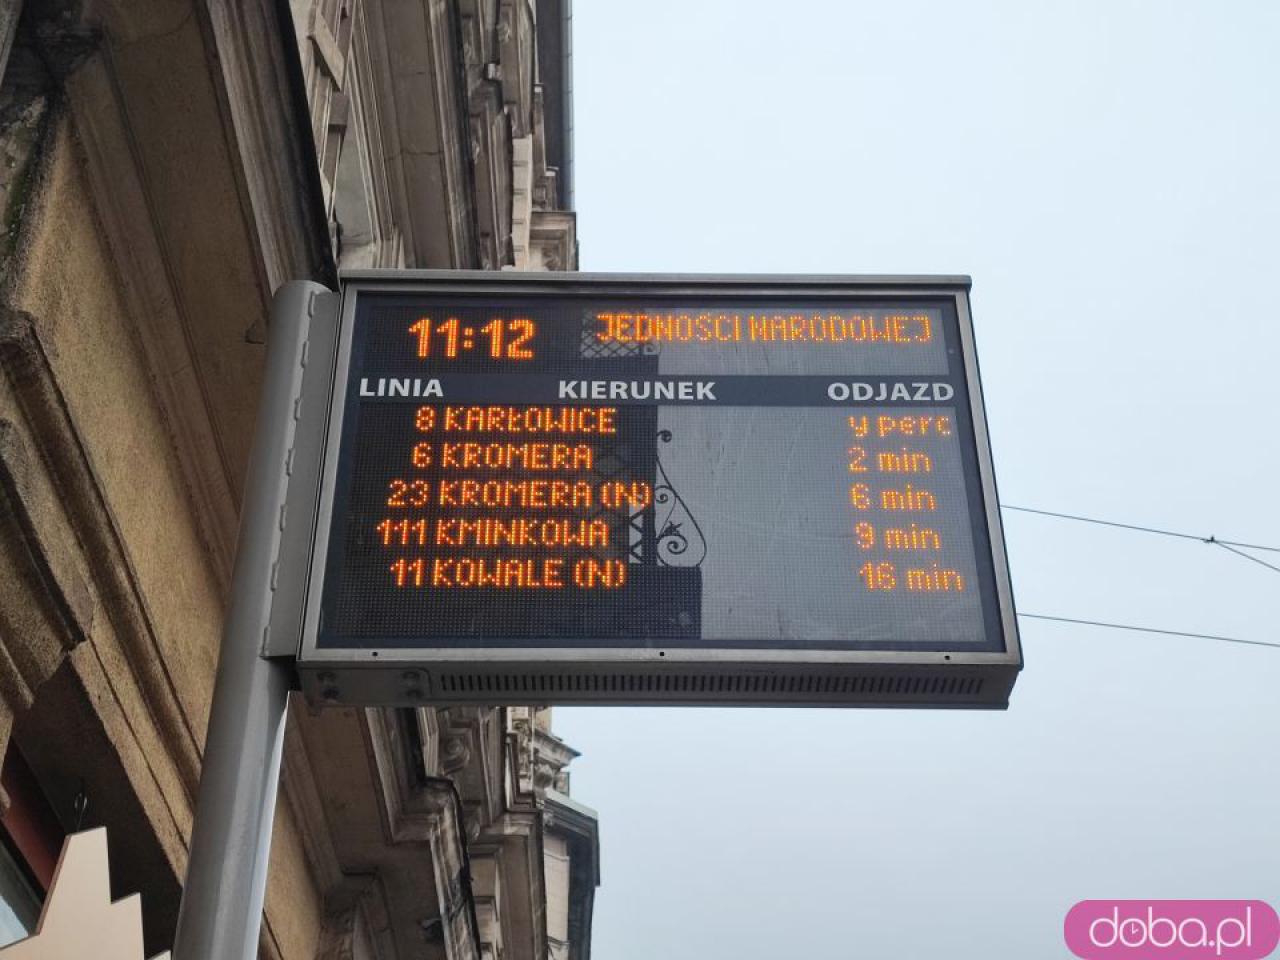 11:12 JEDNOŚCI NARODOWEJ
LINIA KIERUNEK ODJAZD
8 KARŁOWICE y perc
6 KROMERA 2 min
23 KROMERA (N) 6 min
111 KMINKOWA 9 min
11 KOWALE (N) 16 min
doba.pl